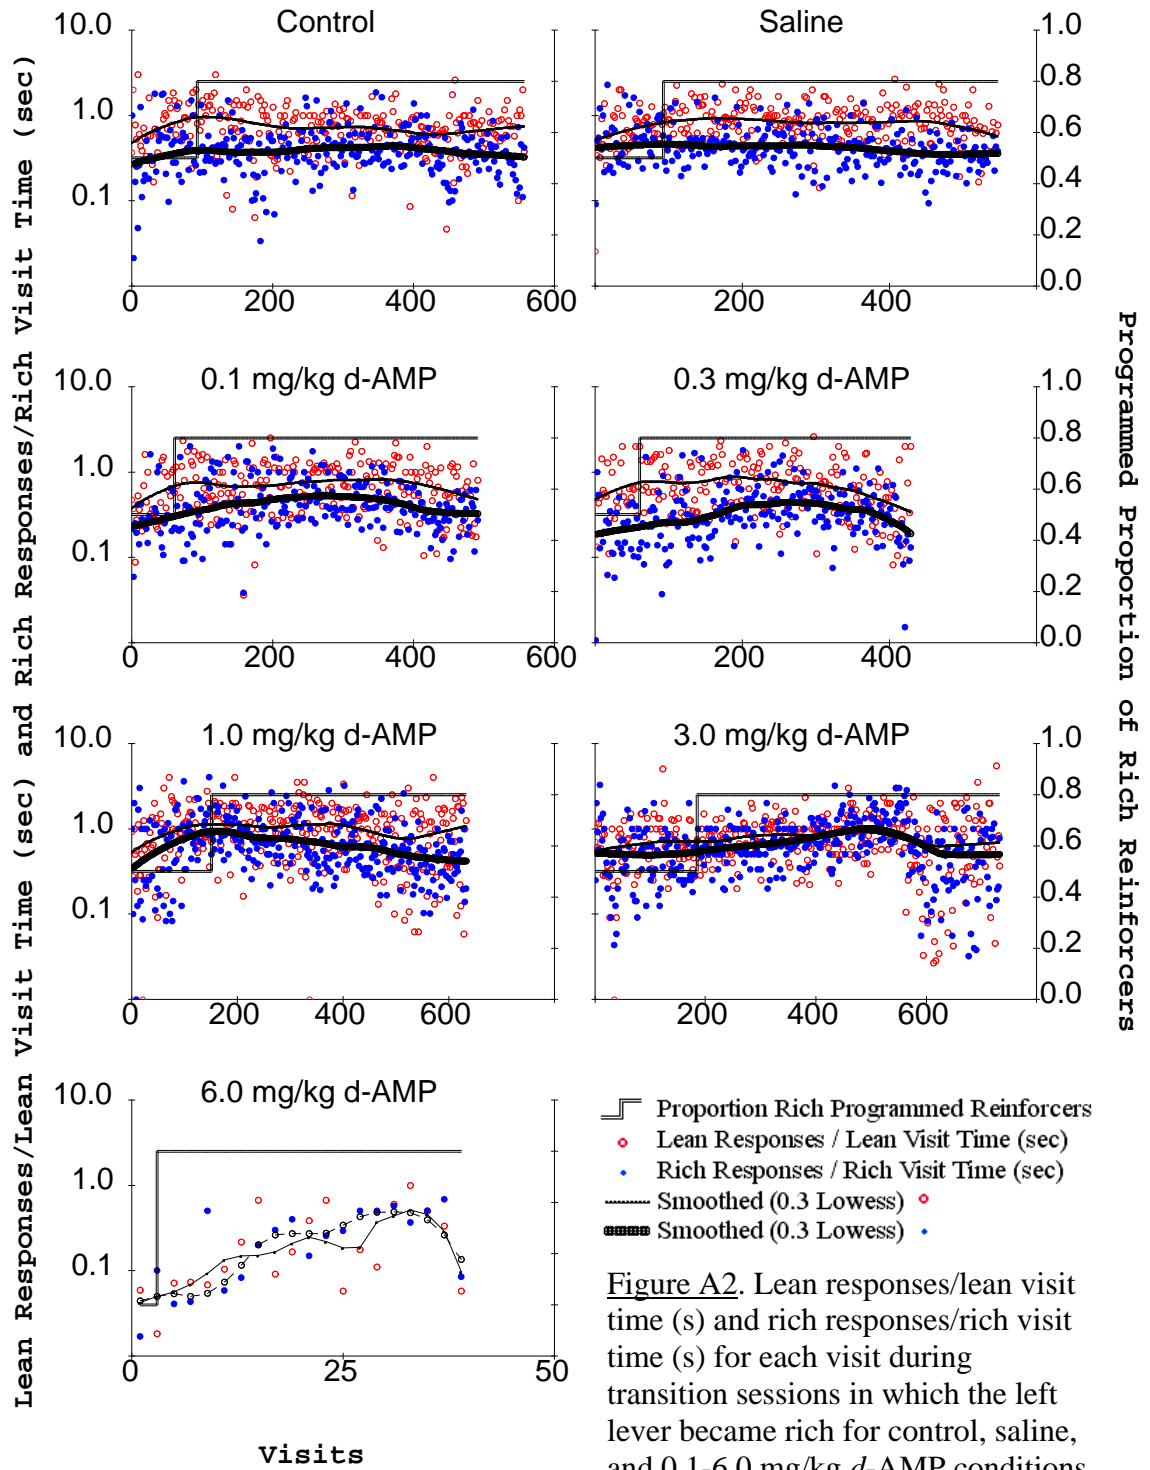 Control
Saline
10.0
1.0
0.1
0
200
400
600
200
400
1.0
0.8
0.6
0.4
0.2
0.0
0.1 mg/kg d-AMP
0.3 mg/kg d-AMP
10.0
1.0
0.1
0
200
400
600
200
400
1.0
0.8
0.6
0.4
0.2
0.0
1.0 mg/kg d-AMP
3.0 mg/kg d-AMP
10.0
1.0
0.1
0
200
400
600
200
400
600
1.0
0.8
0.6
0.4
0.2
0.0
6.0 mg/kg d-AMP
10.0
1.0
0.1
0
25
50
Visits
Lean Responses/Lean Visit Time (sec) and Rich Responses/Rich Visit Time (sec)
Programmed Proportion of Rich Reinforcers
Proportion Rich Programmed Reinforcers
Lean Responses / Lean Visit Time (sec)
Rich Responses / Rich Visit Time (sec)
Smoothed (0.3 Lowess)
Smoothed (0.3 Lowess)
Figure A2. Lean responses/lean visit
time (s) and rich responses/rich visit
time (s) for each visit during
transition sessions in which the left
lever became rich for control, saline,
and 0.1-6.0 mg/kg d-AMP conditions